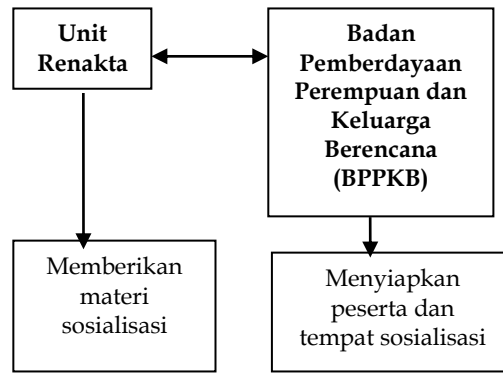 Unit
Renakta
Badan
Pemberdayaan
Perempuan dan
Keluarga
Berencana
(BPPKB)
Memberikan
materi
sosialisasi
Menyiapkan
peserta dan
tempat sosialisasi